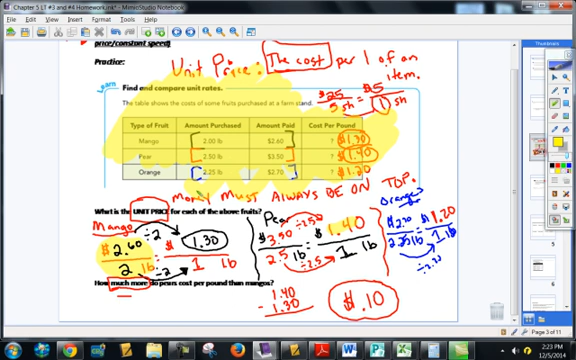 Chapter 5 LT #3 and #4 Homework.ink* - MimioStudio Notebook
File Edit View Insert Format Tools Help
price/constant speed)
Practice:
Unit Price: The cost per 1 of an
item.
Learn
Find and compare unit rates.
$25 = $5
5 sh 1 sh
The table shows the costs of some fruits purchased at a farm stand.
Type of Fruit Amount Purchased Amount Paid Cost Per Pound
Mango 2.00 lb $2.60 ? $1.30
Pear 2.50 lb $3.50 ? $1.40
Orange 2.25 lb $2.70 ? $1.20
Money MUST ALWAYS BE ON TOP.
What is the UNIT PRICE for each of the above fruits?
Mango
$2.60 ÷2 = $1.30
2 lb ÷2 1 lb
Pear
$3.50 ÷2.50 = $1.40
2.5 lb ÷2.5 1 lb
Orange
$2.70 = $1.20
2.25 lb 1 lb
How much more do pears cost per pound than mangos?
1.40
- 1.30
$.10
Thumbnails
Page 3 of 11
2:23 PM
12/5/2014